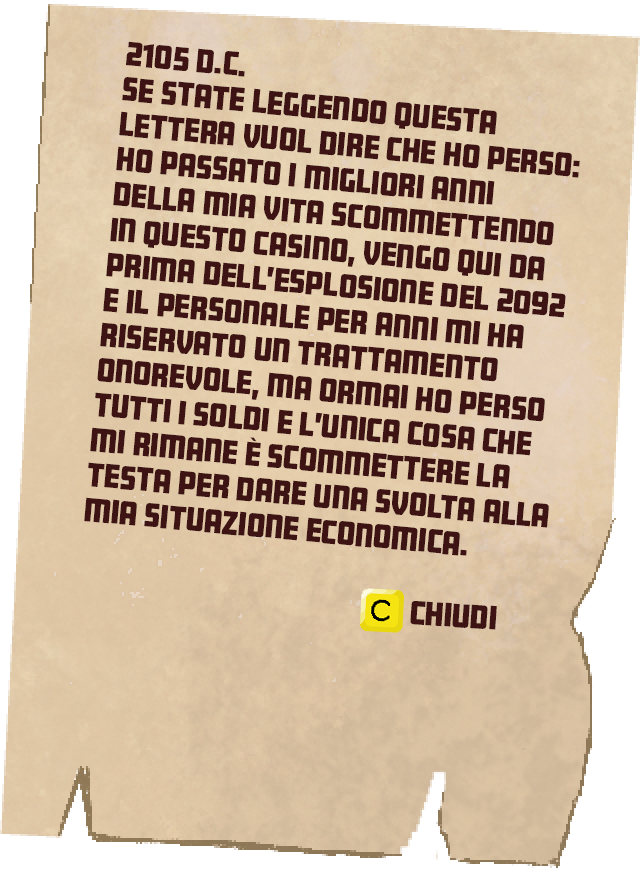 2105 D.C.
SE STATE LEGGENDO QUESTA
LETTERA VUOL DIRE CHE HO PERSO:
HO PASSATO I MIGLIORI ANNI
DELLA MIA VITA SCOMMETTENDO
IN QUESTO CASINO, VENGO QUI DA
PRIMA DELL'ESPLOSIONE DEL 2092
E IL PERSONALE PER ANNI MI HA
RISERVATO UN TRATTAMENTO
ONOREVOLE, MA ORMAI HO PERSO
TUTTI I SOLDI E L'UNICA COSA CHE
MI RIMANE È SCOMMETTERE LA
TESTA PER DARE UNA SVOLTA ALLA
MIA SITUAZIONE ECONOMICA.
C CHIUDI